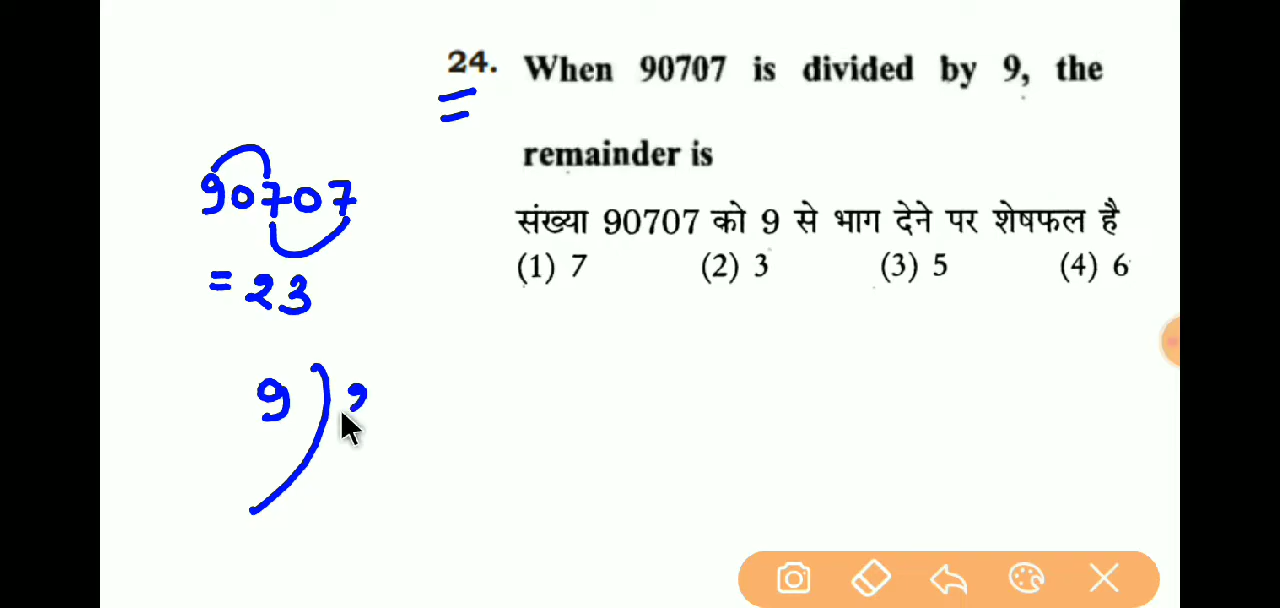 24. When 90707 is divided by 9, the
remainder is
संख्या 90707 को 9 से भाग देने पर शेषफल है
(1) 7 (2) 3 (3) 5 (4) 6
90707
= 23
9 )